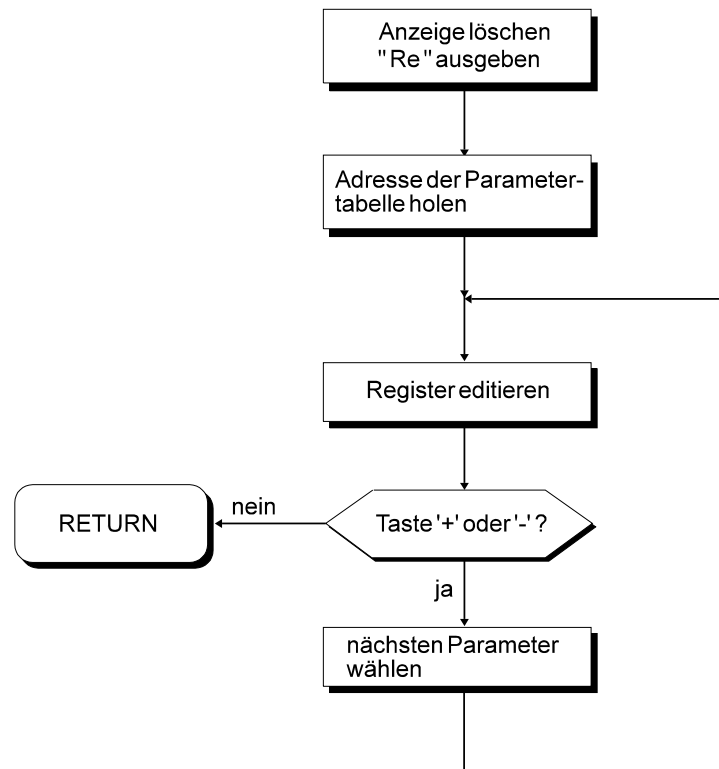 Anzeige löschen
"Re" ausgeben
Adresse der Parameter-
tabelle holen
Register editieren
nein
RETURN
Taste '+' oder '-' ?
ja
nächsten Parameter
wählen